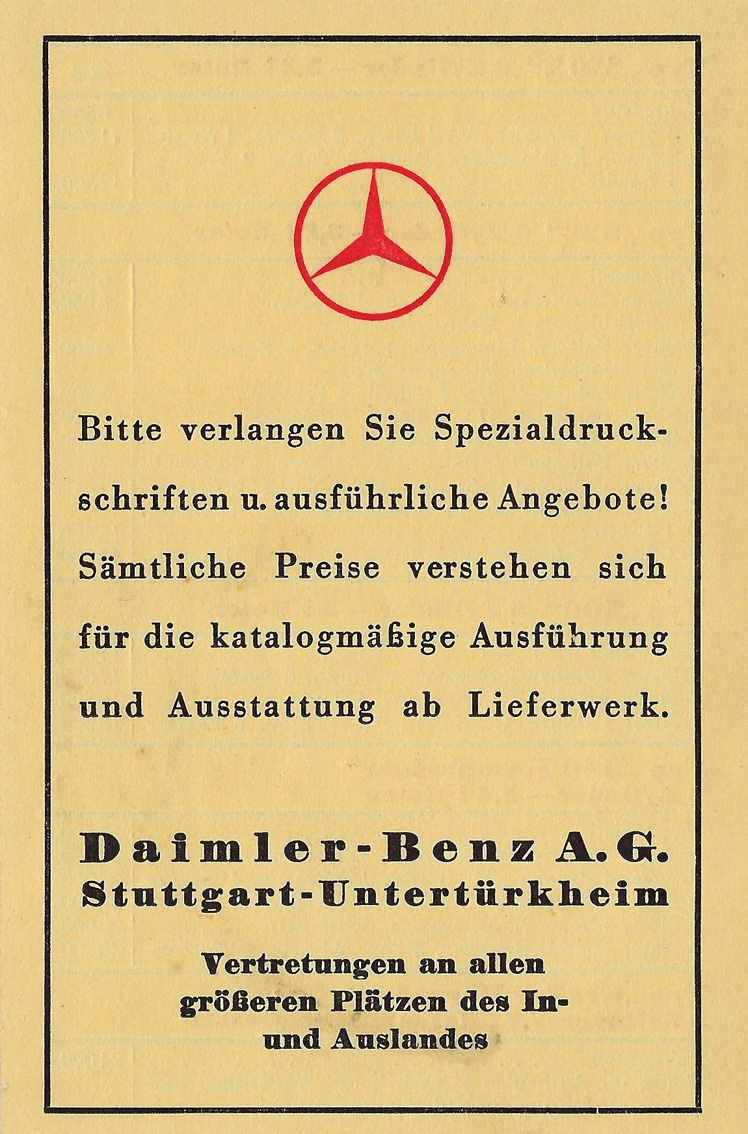 Bitte verlangen Sie Spezialdruck-
schriften u. ausführliche Angebote!
Sämtliche Preise verstehen sich
für die katalogmäßige Ausführung
und Ausstattung ab Lieferwerk.
Daimler-Benz A.G.
Stuttgart-Untertürkheim
Vertretungen an allen
größeren Plätzen des In-
und Auslandes